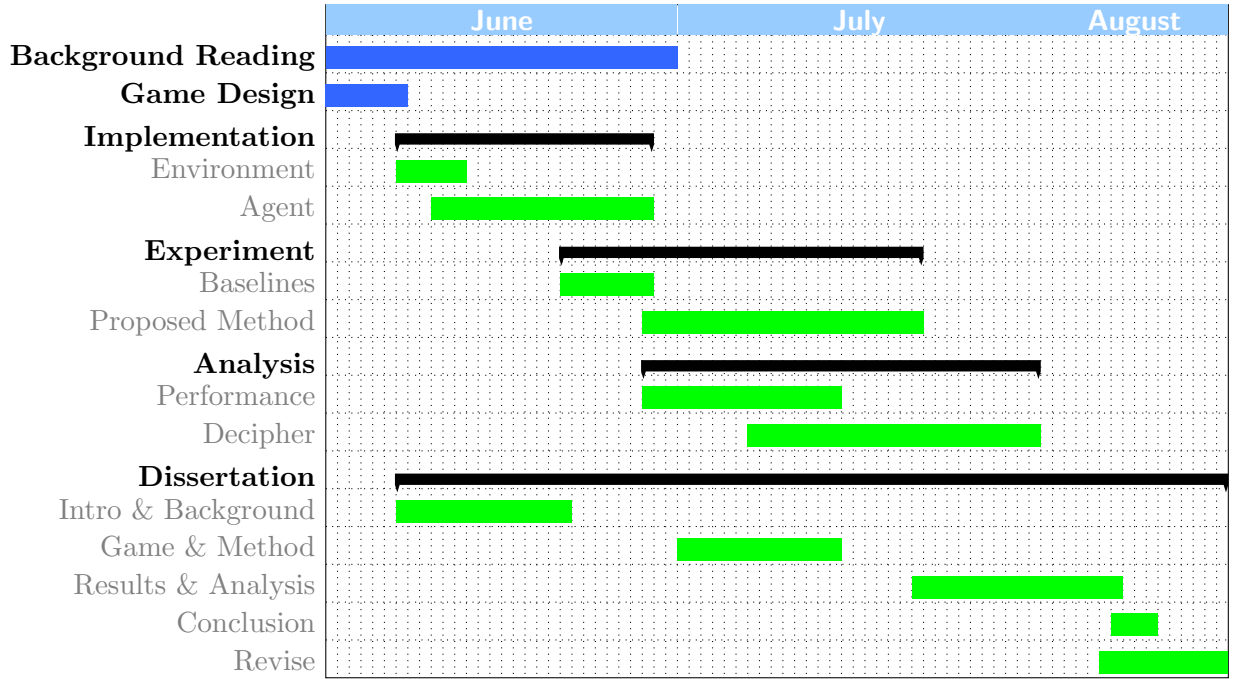 June July August
Background Reading
Game Design
Implementation
Environment
Agent
Experiment
Baselines
Proposed Method
Analysis
Performance
Decipher
Dissertation
Intro & Background
Game & Method
Results & Analysis
Conclusion
Revise